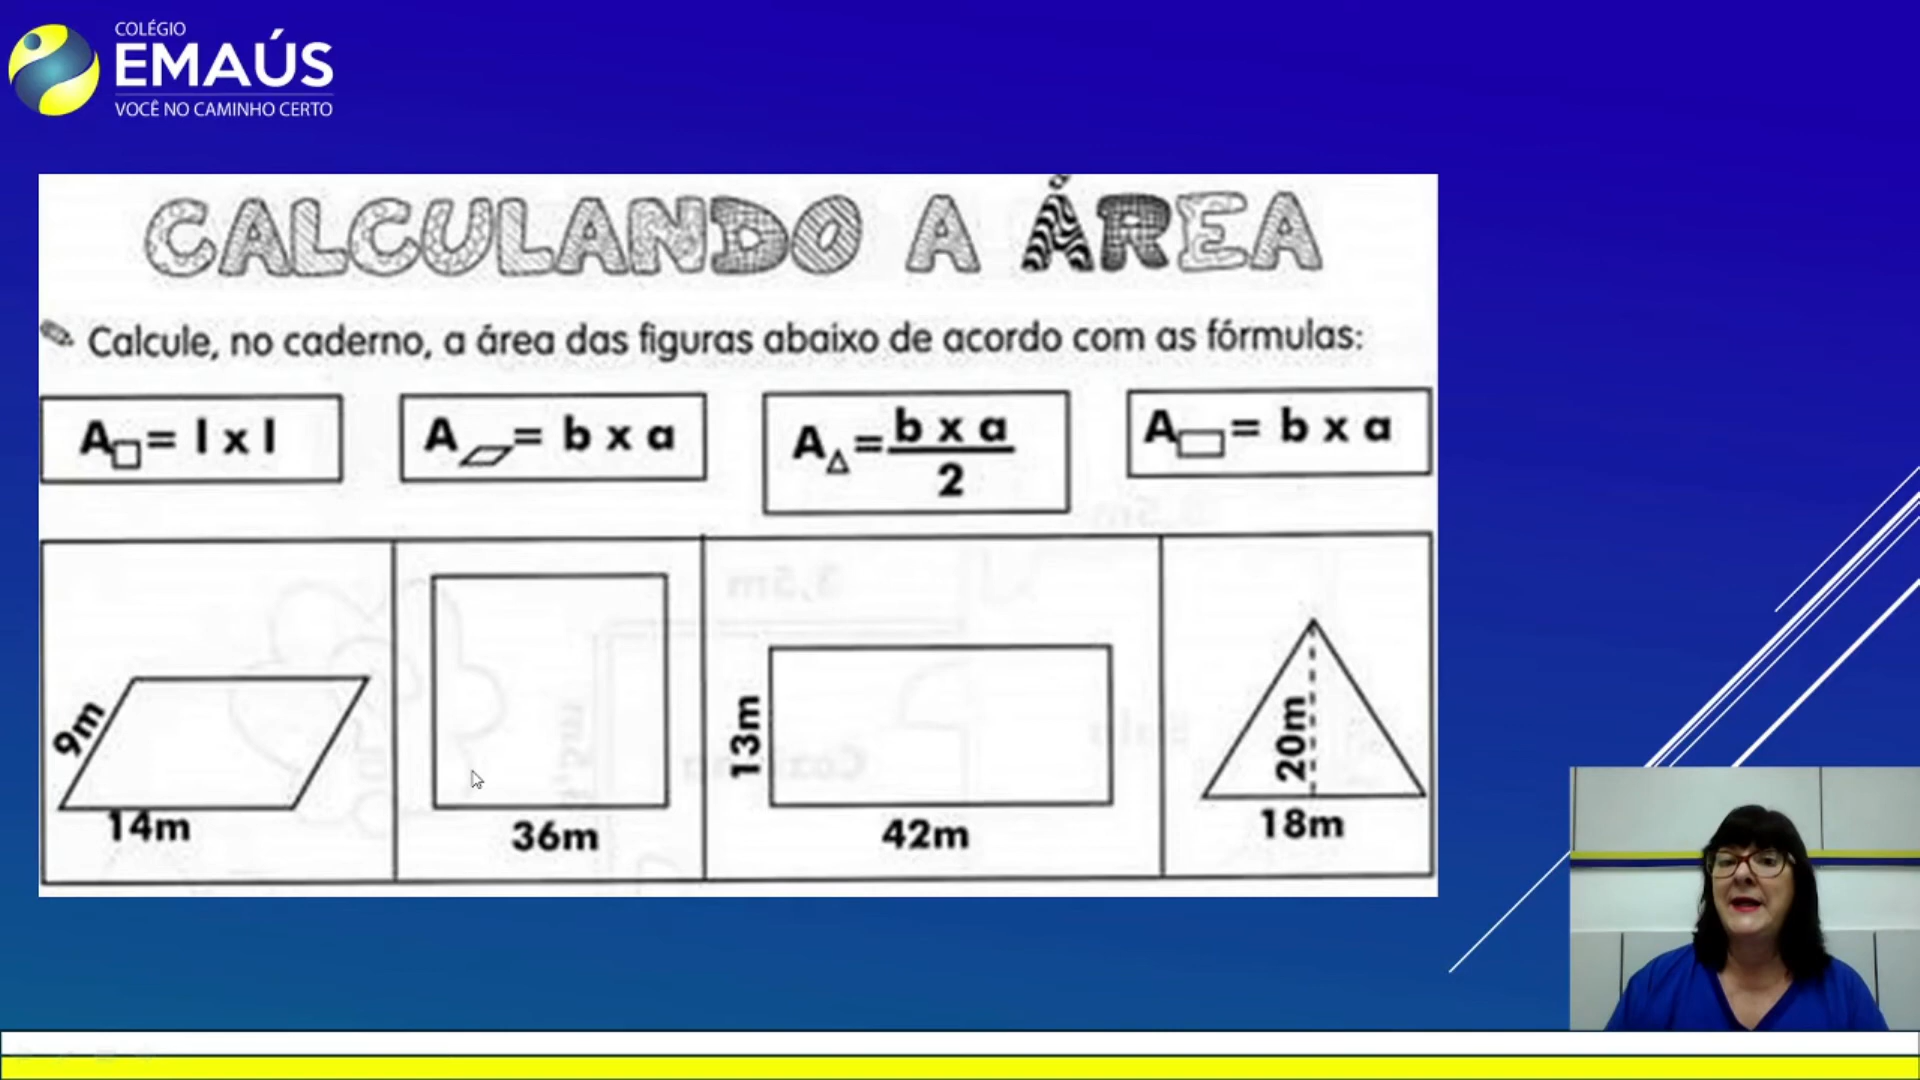 COLÉGIO
EMAÚS
VOCÊ NO CAMINHO CERTO
CALCULANDO A ÁREA
Calcule, no caderno, a área das figuras abaixo de acordo com as fórmulas:
A□ = l x l
A▱ = b x a
A△ = b x a / 2
A▭ = b x a
9m
14m
36m
13m
42m
20m
18m